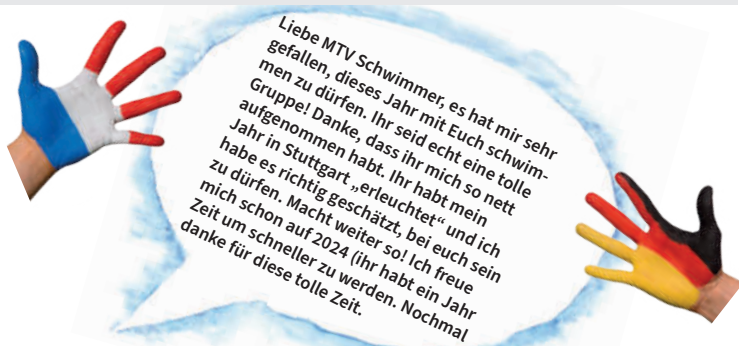 Liebe MTV Schwimmer, es hat mir sehr
gefallen, dieses Jahr mit Euch schwim-
men zu dürfen. Ihr seid echt eine tolle
Gruppe! Danke, dass ihr mich so nett
aufgenommen habt. Ihr habt mein
Jahr in Stuttgart „erleuchtet“ und ich
habe es richtig geschätzt, bei euch sein
zu dürfen. Macht weiter so! Ich freue
mich schon auf 2024 (ihr habt ein Jahr
Zeit um schneller zu werden. Nochmal
danke für diese tolle Zeit.